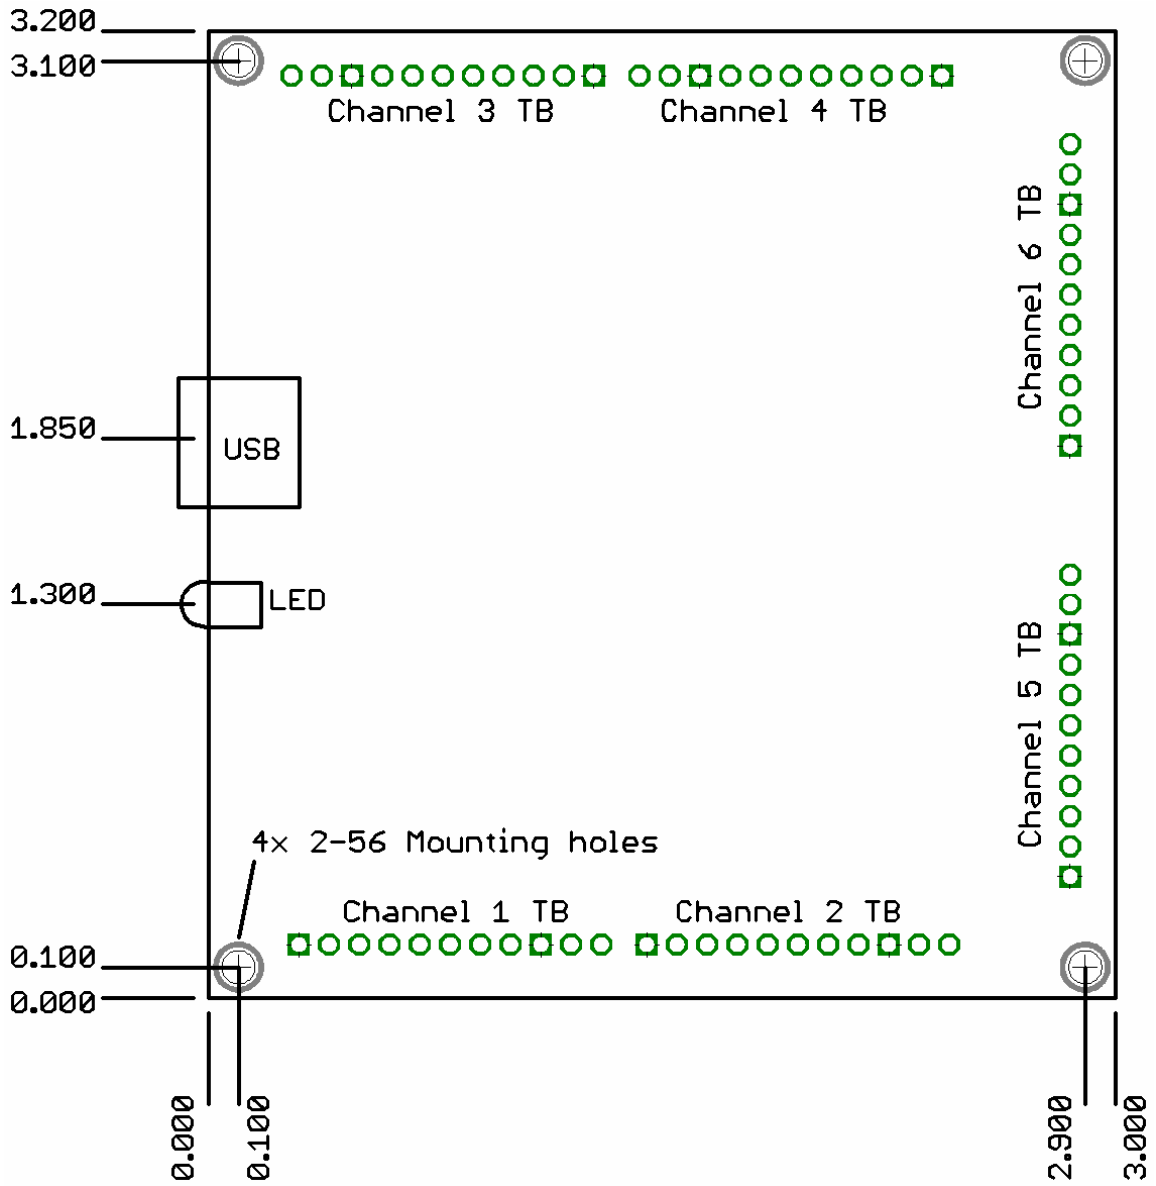 3.200
3.100
Channel 3 TB
Channel 4 TB
Channel 6 TB
1.850
USB
1.300
LED
Channel 5 TB
4x 2-56 Mounting holes
Channel 1 TB
Channel 2 TB
0.100
0.000
0.000
0.100
2.900
3.000